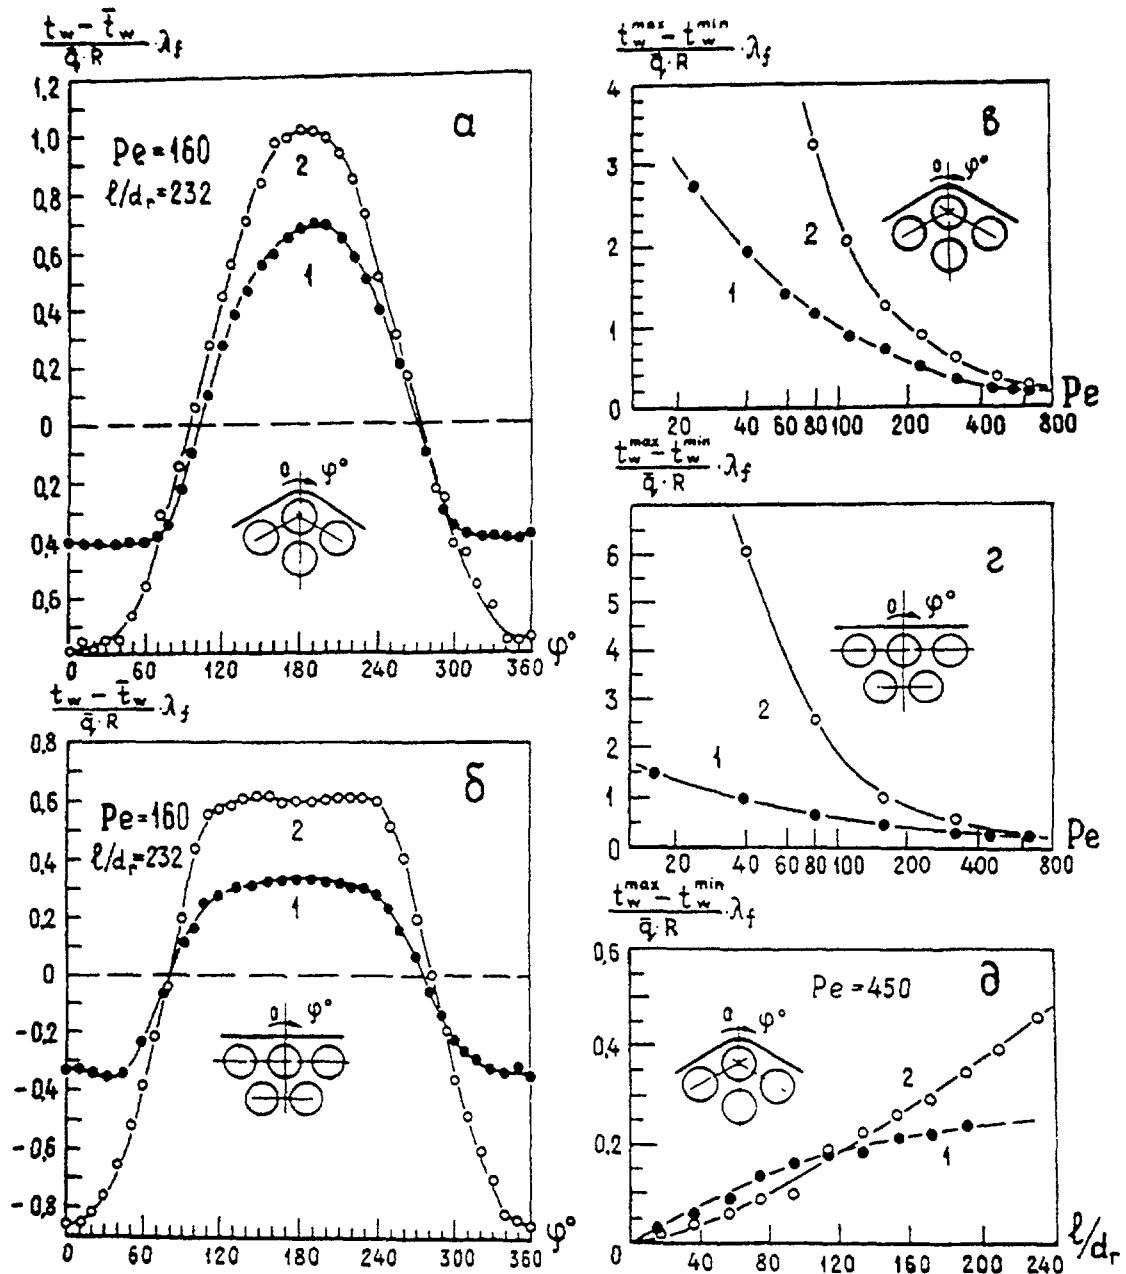 t_w − t̄_w / q̄·R ·λ_f
1,2
1,0
0,8
0,6
0,4
0,2
0
0,2
0,4
0,6
а
Pe=160
ℓ/d_r=232
2
1
0 φ°
0 60 120 180 240 300 360 φ°
t_w − t̄_w / q̄·R ·λ_f
0,8
0,6
0,4
0,2
0
-0,2
-0,4
-0,6
-0,8
б
Pe=160
ℓ/d_r=232
2
1
0 φ°
0 60 120 180 240 300 360 φ°
t_w^max − t_w^min / q̄·R ·λ_f
4
3
2
1
0
в
0 φ°
2
1
20 40 60 80 100 200 400 800 Pe
t_w^max − t_w^min / q̄·R ·λ_f
6
5
4
3
2
1
0
г
0 φ°
2
1
20 40 60 80 100 200 400 800 Pe
t_w^max − t_w^min / q̄·R ·λ_f
0,6
0,4
0,2
0
Pe=450
д
0 φ°
2
1
40 80 120 160 200 240 ℓ/d_r